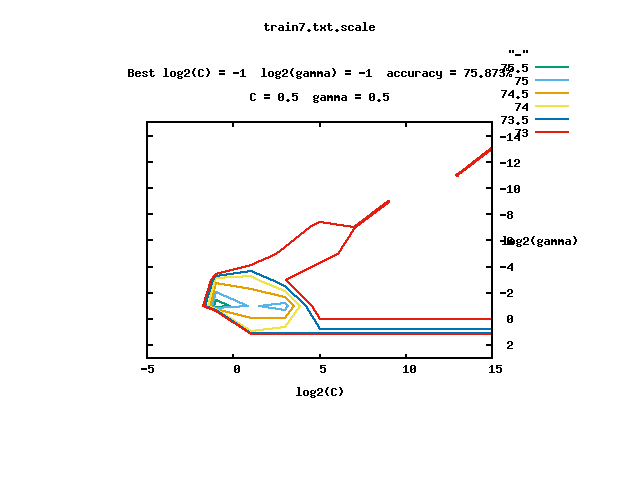 train7.txt.scale
"-"
Best log2(C) = -1  log2(gamma) = -1  accuracy = 75.873%
75.5
75
C = 0.5  gamma = 0.5
74.5
74
73.5
73
-14
-12
-10
-8
-6
log2(gamma)
-4
-2
0
2
-5 0 5 10 15
log2(C)